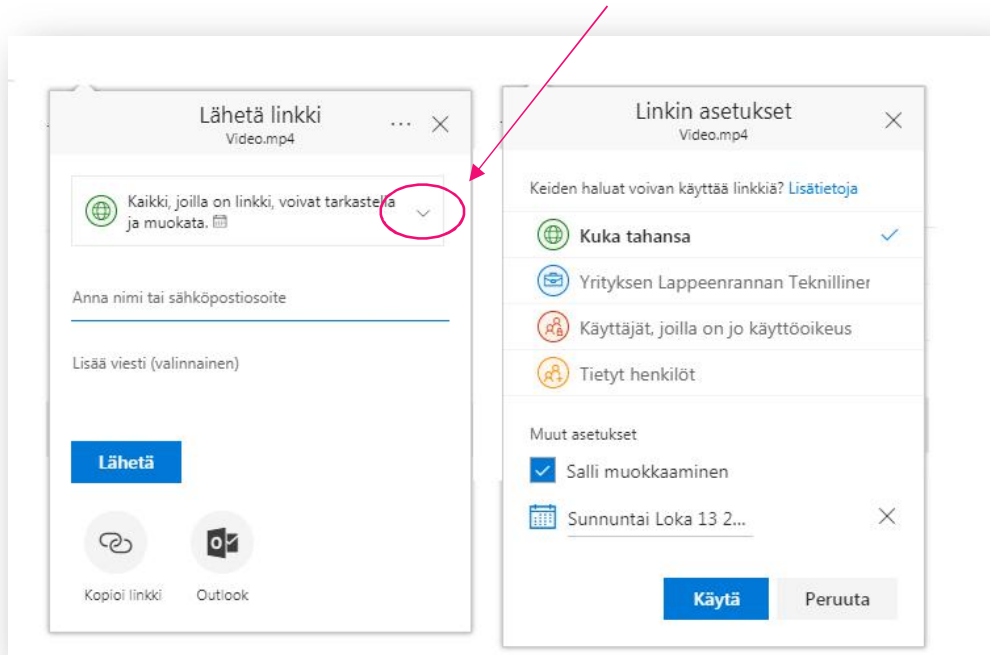 Lähetä linkki
Video.mp4
Kaikki, joilla on linkki, voivat tarkastella
ja muokata.
Anna nimi tai sähköpostiosoite
Lisää viesti (valinnainen)
Lähetä
Kopioi linkki
Outlook
Linkin asetukset
Video.mp4
Keiden haluat voivan käyttää linkkiä? Lisätietoja
Kuka tahansa
Yrityksen Lappeenrannan Teknilliner
Käyttäjät, joilla on jo käyttöoikeus
Tietyt henkilöt
Muut asetukset
Salli muokkaaminen
Sunnuntai Loka 13 2...
Käytä
Peruuta